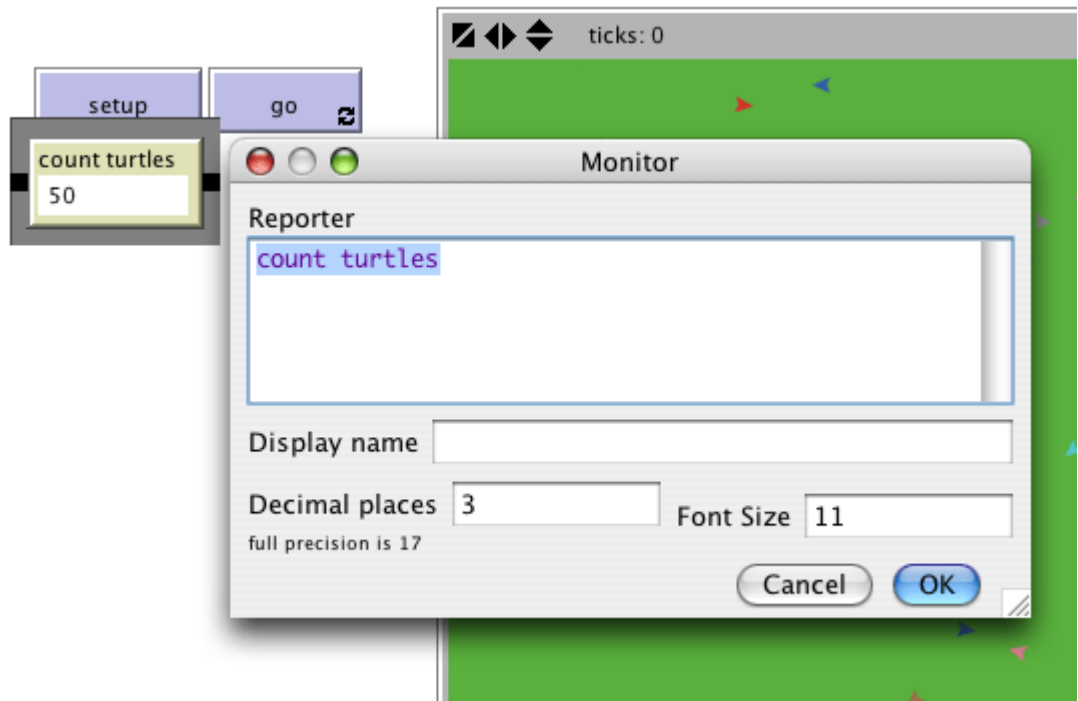 ticks: 0
setup
go
count turtles
50
Monitor
Reporter
count turtles
Display name
Decimal places 3
Font Size 11
full precision is 17
Cancel
OK